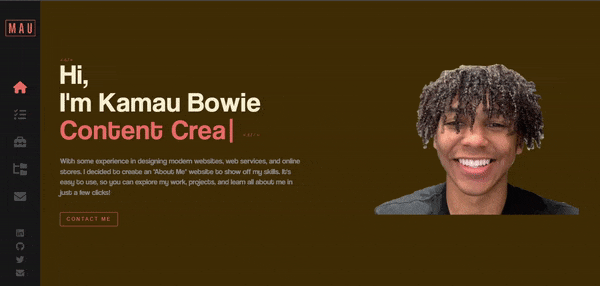 MAU
Hi,
I'm Kamau Bowie
Content Crea|
With some experience in designing modern websites, web services, and online
stores. I decided to create an "About Me" website to show off my skills. It's
easy to use, so you can explore my work, projects, and learn all about me in
just a few clicks!
CONTACT ME